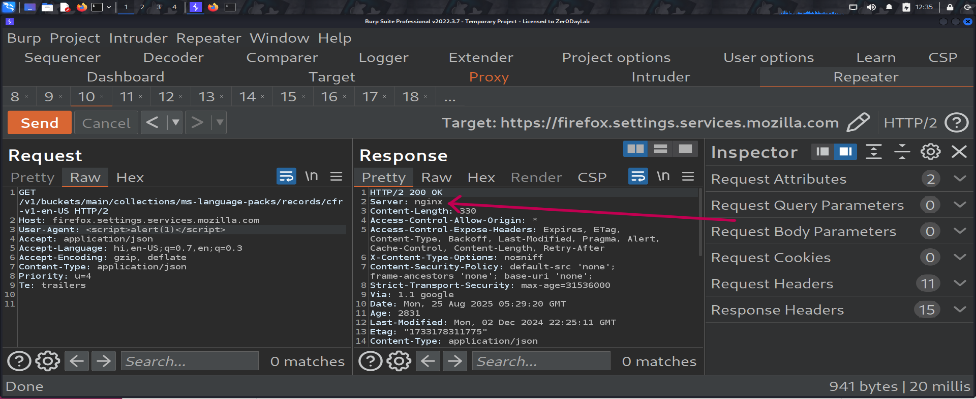 1 2 3 4 12:35
Burp Suite Professional v2022.3.7 - Temporary Project - Licensed to Zer0DayLab
Burp Project Intruder Repeater Window Help
Sequencer Decoder Comparer Logger Extender Project options User options Learn CSP
Dashboard Target Proxy Intruder Repeater
8 × 9 × 10 × 11 × 12 × 13 × 14 × 15 × 16 × 17 × 18 × ...
Send Cancel < > Target: https://firefox.settings.services.mozilla.com HTTP/2 ?
Request
Pretty Raw Hex \n
1 GET
/v1/buckets/main/collections/ms-language-packs/records/cfr
-v1-en-US HTTP/2
2 Host: firefox.settings.services.mozilla.com
3 User-Agent: <script>alert(1)</script>
4 Accept: application/json
5 Accept-Language: hi,en-US;q=0.7,en;q=0.3
6 Accept-Encoding: gzip, deflate
7 Content-Type: application/json
8 Priority: u=4
9 Te: trailers
10
11
? Search... 0 matches
Response
Pretty Raw Hex Render CSP \n
1 HTTP/2 200 OK
2 Server: nginx
3 Content-Length: 330
4 Access-Control-Allow-Origin: *
5 Access-Control-Expose-Headers: Expires, ETag,
Content-Type, Backoff, Last-Modified, Pragma, Alert,
Cache-Control, Content-Length, Retry-After
6 X-Content-Type-Options: nosniff
7 Content-Security-Policy: default-src 'none';
frame-ancestors 'none'; base-uri 'none';
8 Strict-Transport-Security: max-age=31536000
9 Via: 1.1 google
10 Date: Mon, 25 Aug 2025 05:29:20 GMT
11 Age: 2831
12 Last-Modified: Mon, 02 Dec 2024 22:25:11 GMT
13 Etag: "1733178311775"
14 Content-Type: application/json
? Search... 0 matches
Inspector
Request Attributes 2
Request Query Parameters 0
Request Body Parameters 0
Request Cookies 0
Request Headers 11
Response Headers 15
Done 941 bytes | 20 millis